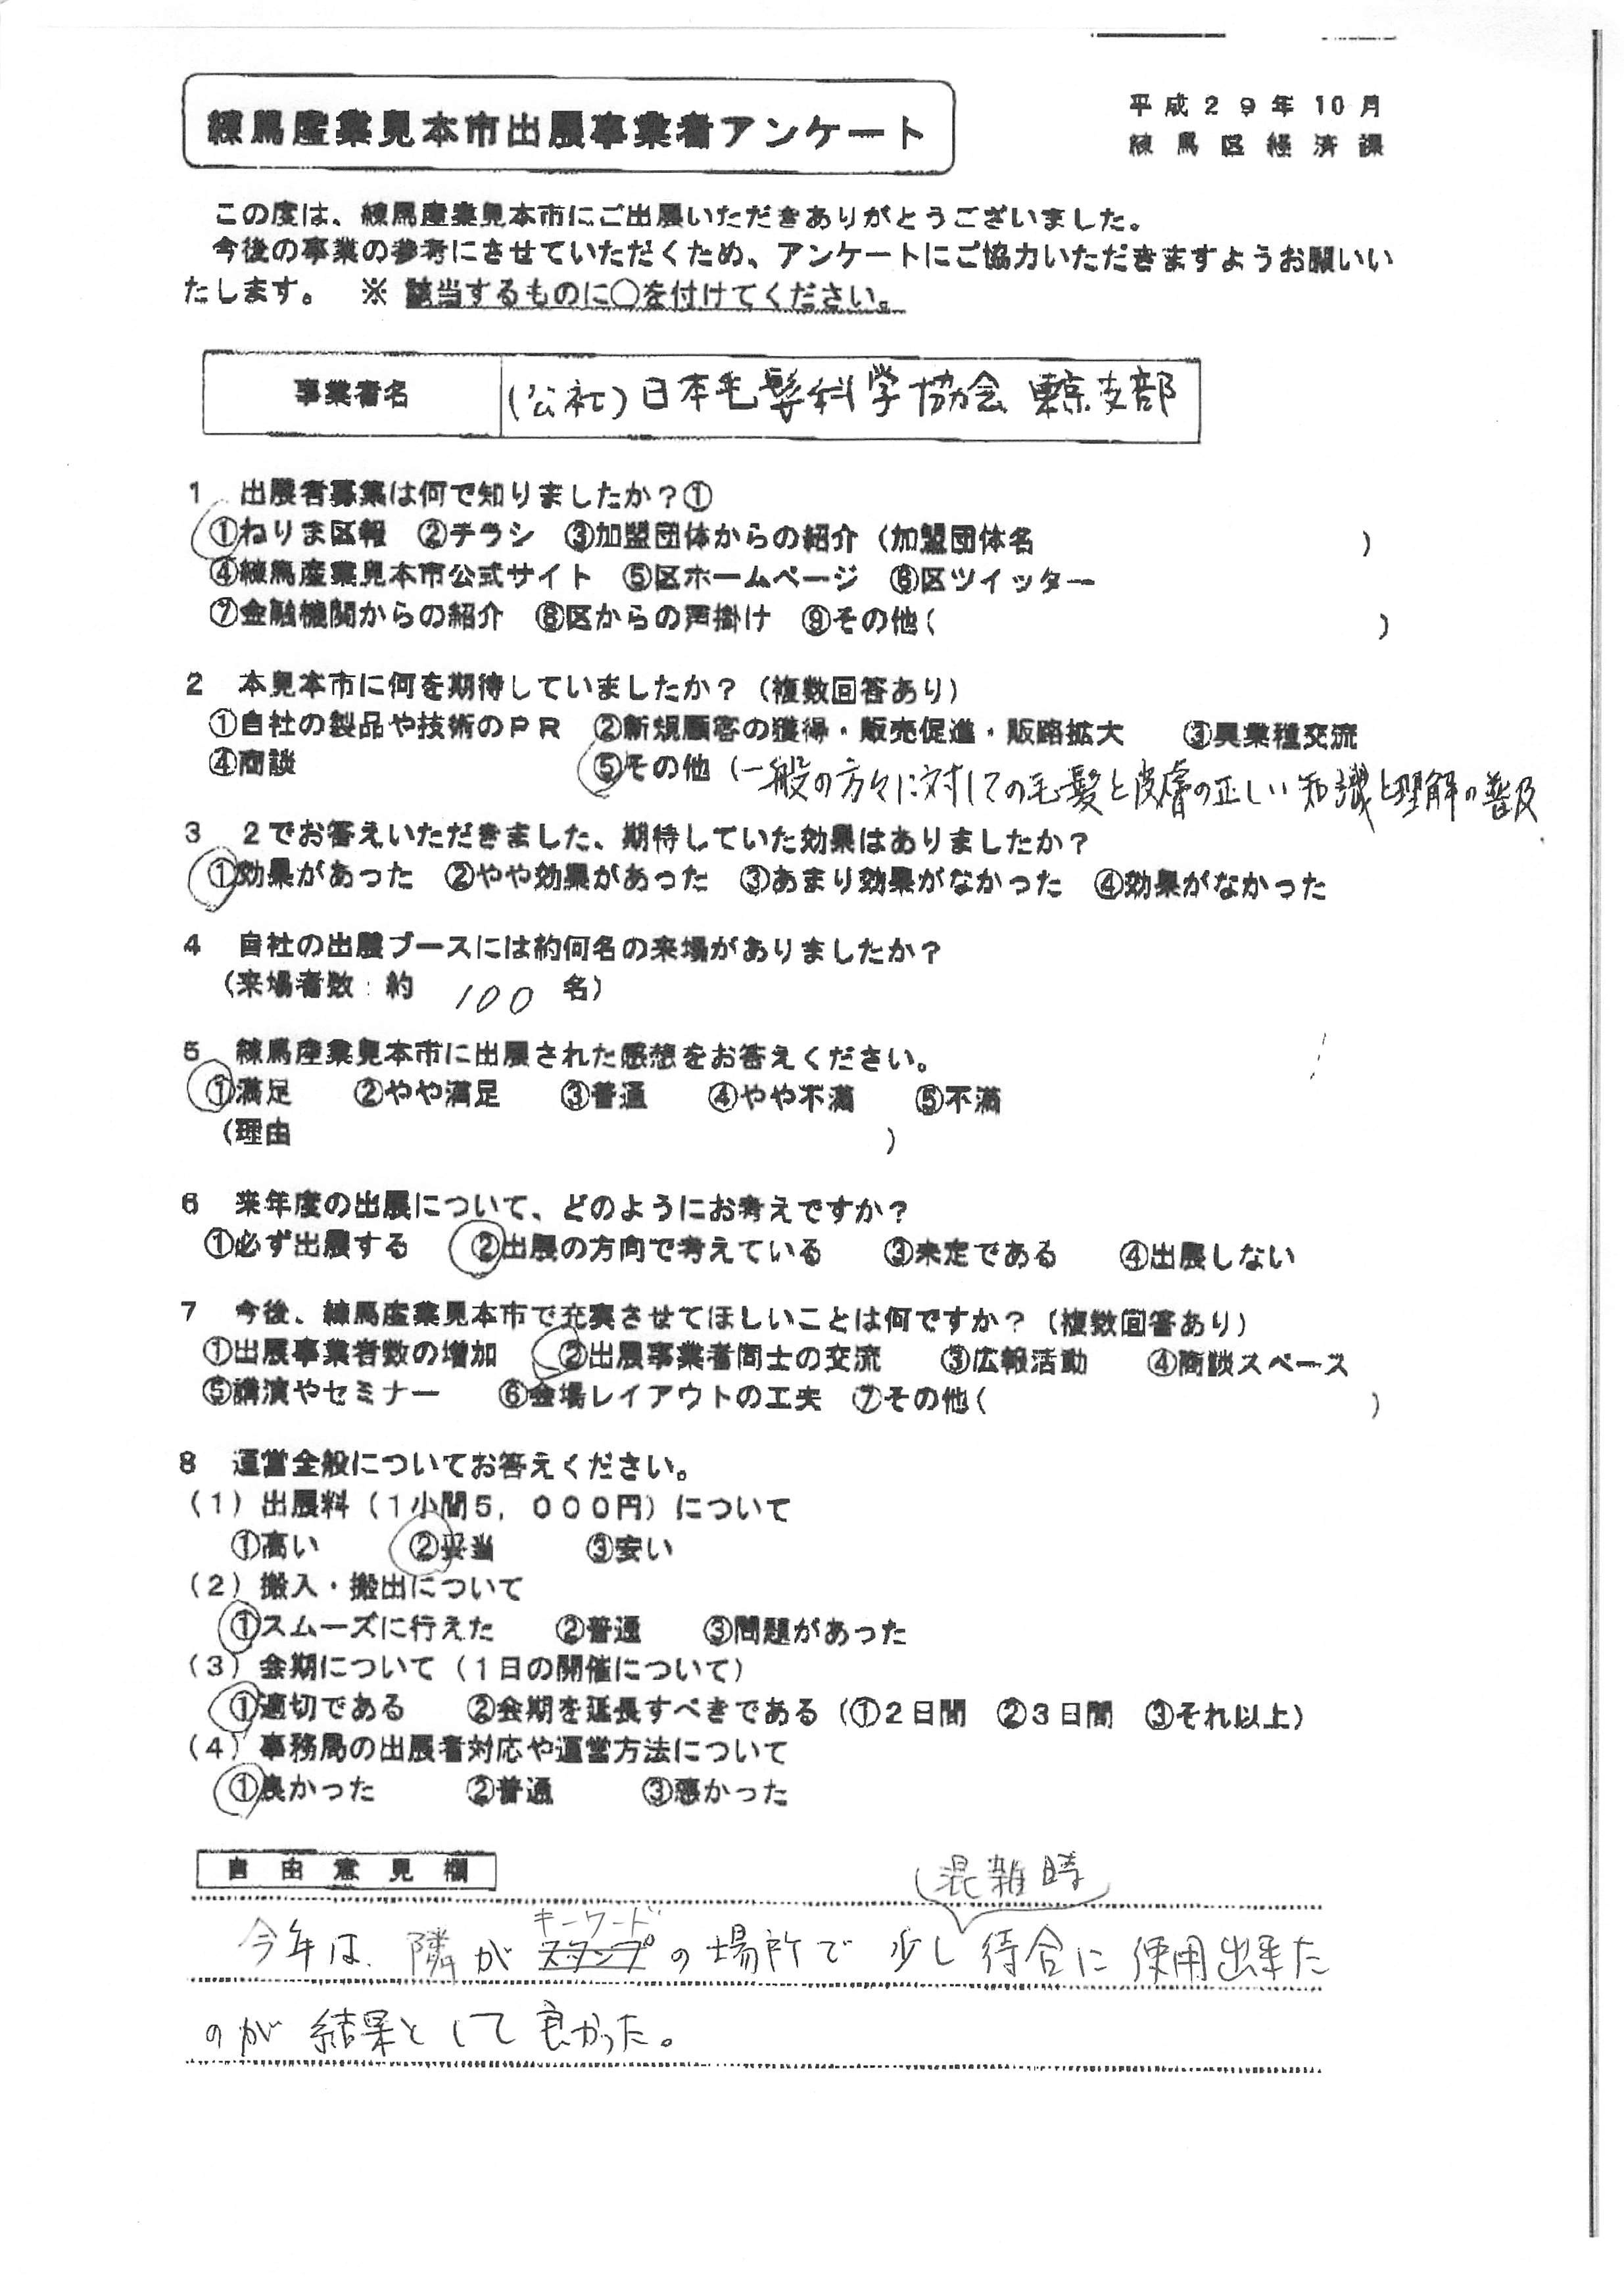 練馬産業見本市出展事業者アンケート
平成29年10月
練馬区経済課
この度は、練馬産業見本市にご出展いただきありがとうございました。
今後の事業の参考にさせていただくため、アンケートにご協力いただきますようお願いい
たします。 ※ 該当するものに○を付けてください。
事業者名 (公社)日本毛髪科学協会 東京支部
1 出展者募集は何で知りましたか？①
①ねりま区報 ②チラシ ③加盟団体からの紹介（加盟団体名 ）
④練馬産業見本市公式サイト ⑤区ホームページ ⑥区ツイッター
⑦金融機関からの紹介 ⑧区からの声掛け ⑨その他（ ）
2 本見本市に何を期待していましたか？（複数回答あり）
①自社の製品や技術のPR ②新規顧客の獲得・販売促進・販路拡大 ③異業種交流
④商談 ⑤その他（一般の方々に対しての毛髪と皮膚の正しい知識と理解の普及
3 2でお答えいただきました、期待していた効果はありましたか？
①効果があった ②やや効果があった ③あまり効果がなかった ④効果がなかった
4 自社の出展ブースには約何名の来場がありましたか？
（来場者数：約 100 名）
5 練馬産業見本市に出展された感想をお答えください。
①満足 ②やや満足 ③普通 ④やや不満 ⑤不満
（理由 ）
6 来年度の出展について、どのようにお考えですか？
①必ず出展する ②出展の方向で考えている ③未定である ④出展しない
7 今後、練馬産業見本市で充実させてほしいことは何ですか？（複数回答あり）
①出展事業者数の増加 ②出展事業者同士の交流 ③広報活動 ④商談スペース
⑤講演やセミナー ⑥会場レイアウトの工夫 ⑦その他（ ）
8 運営全般についてお答えください。
（1）出展料（1小間5，000円）について
①高い ②妥当 ③安い
（2）搬入・搬出について
①スムーズに行えた ②普通 ③問題があった
（3）会期について（1日の開催について）
①適切である ②会期を延長すべきである（①2日間 ②3日間 ③それ以上）
（4）事務局の出展者対応や運営方法について
①良かった ②普通 ③悪かった
自由意見欄
(混雑時)
キーワード
今年は、隣がスタンプの場所で少し待合に使用出来た
のが結果として良かった。